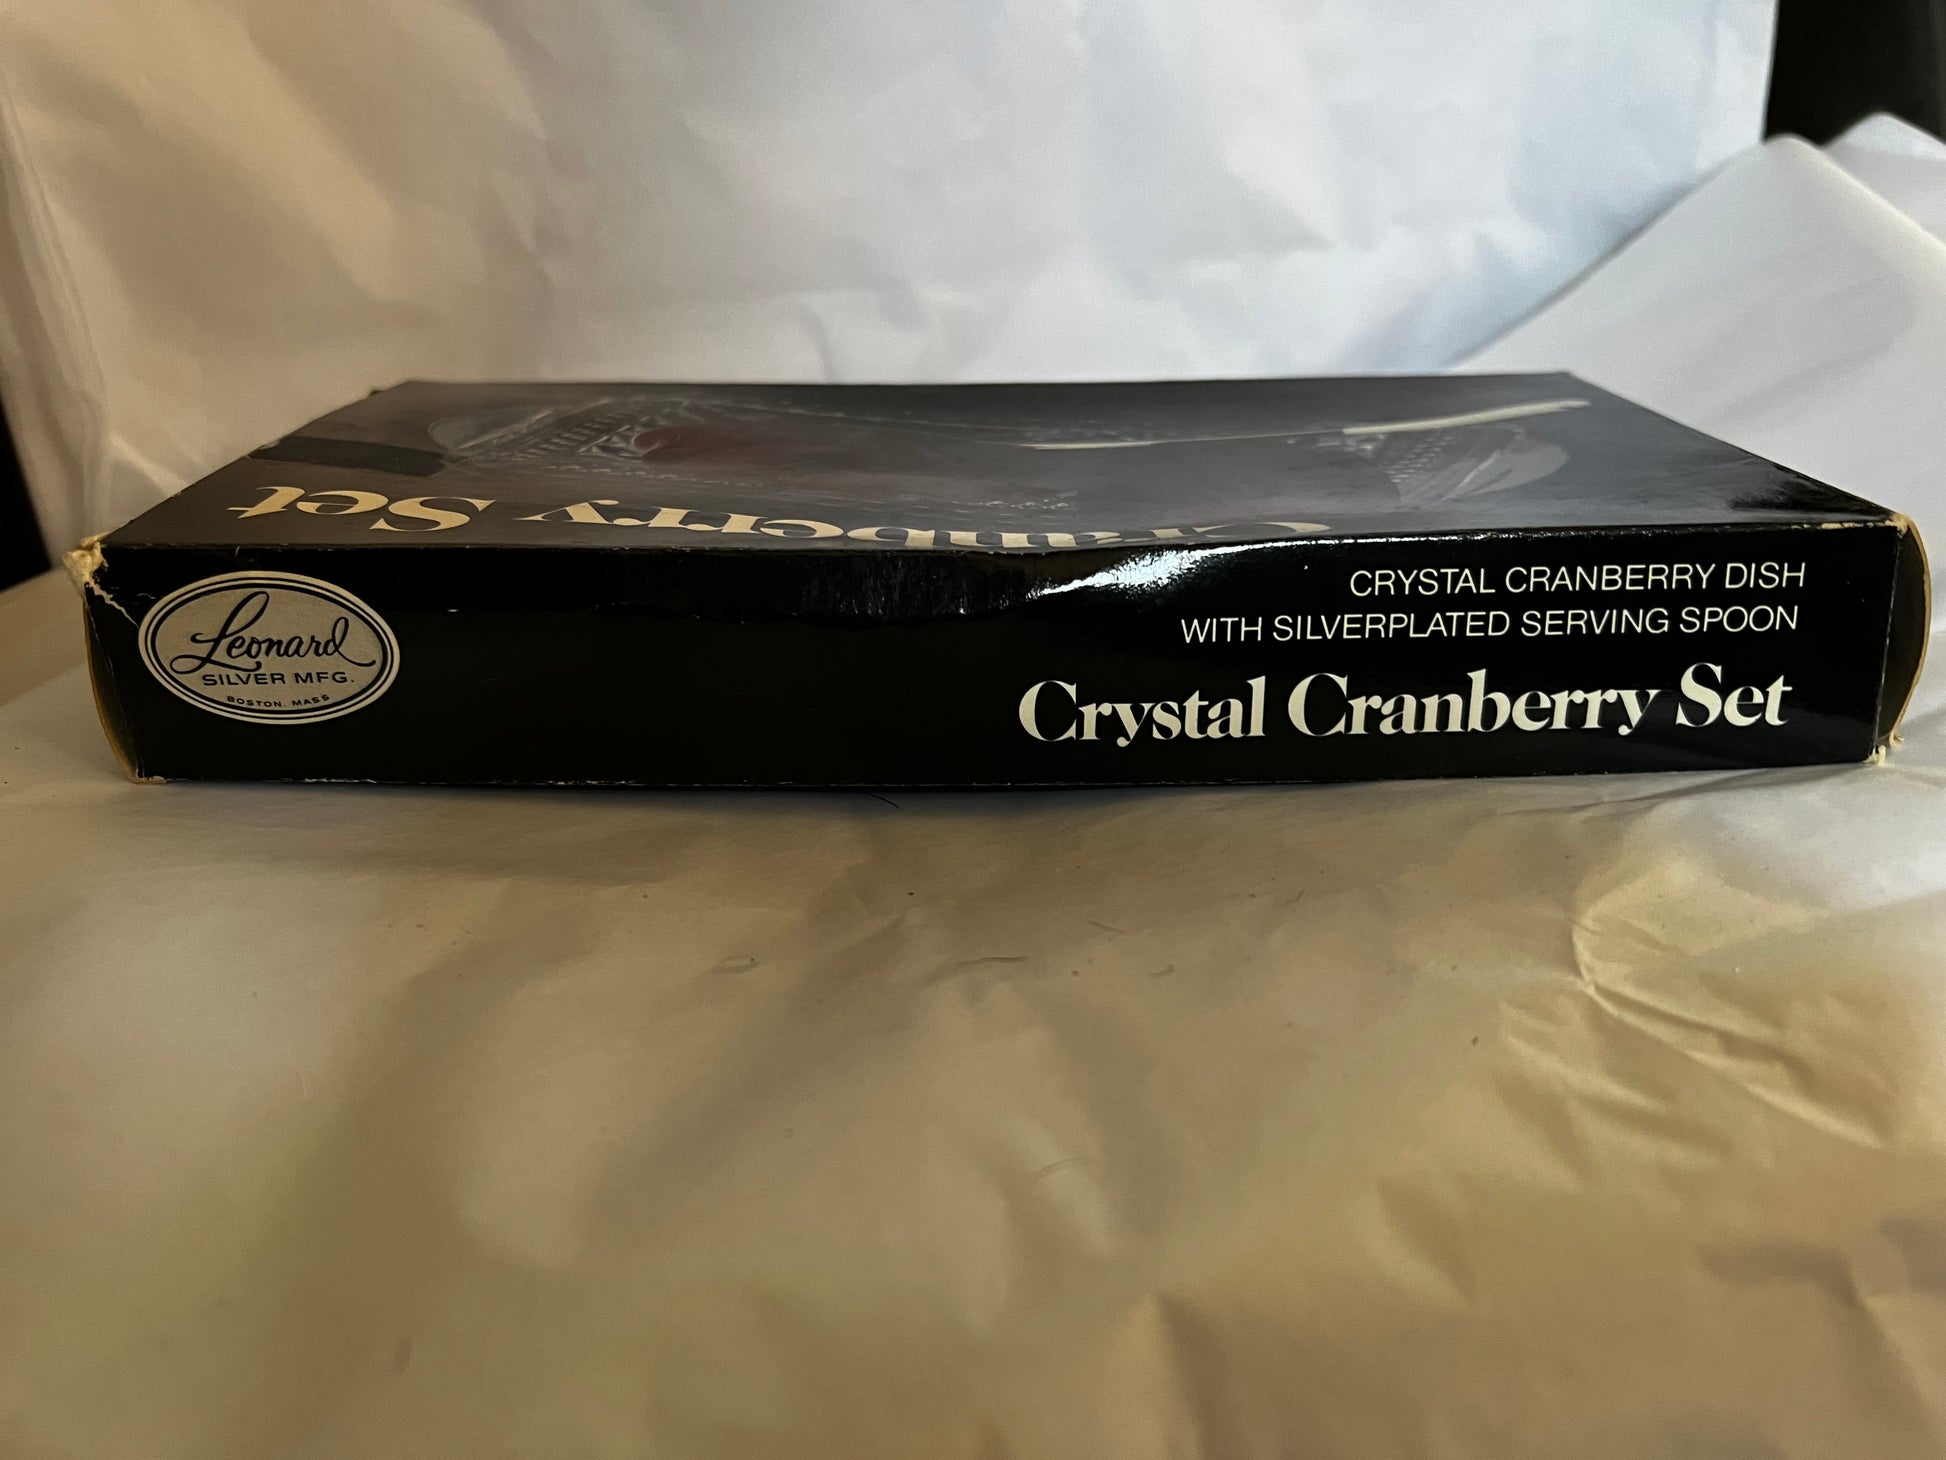 Cranberry Set
Leonard
SILVER MFG.
BOSTON. MASS
CRYSTAL CRANBERRY DISH
WITH SILVERPLATED SERVING SPOON
Crystal Cranberry Set